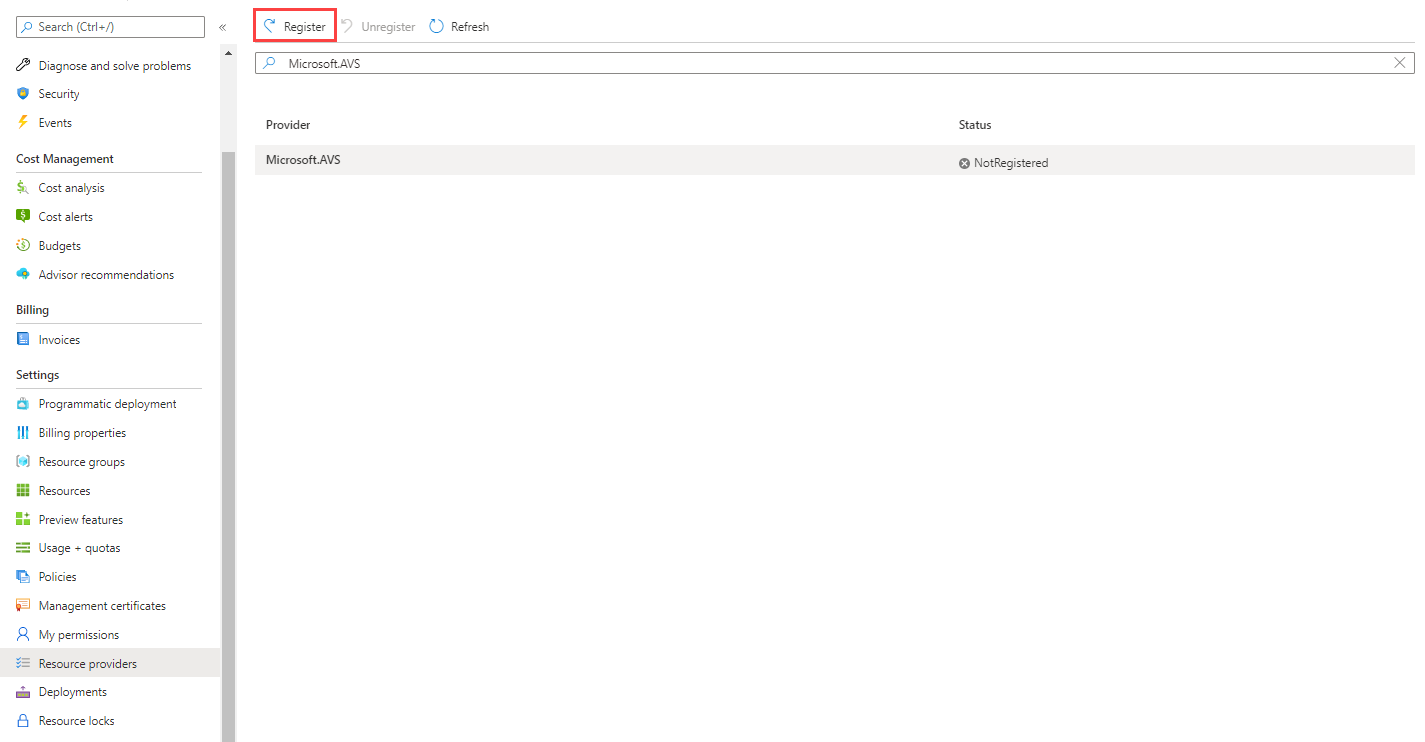 Search (Ctrl+/)
«
Register
Unregister
Refresh
Microsoft.AVS
Diagnose and solve problems
Security
Events
Cost Management
Cost analysis
Cost alerts
Budgets
Advisor recommendations
Billing
Invoices
Settings
Programmatic deployment
Billing properties
Resource groups
Resources
Preview features
Usage + quotas
Policies
Management certificates
My permissions
Resource providers
Deployments
Resource locks
Provider
Status
Microsoft.AVS
NotRegistered